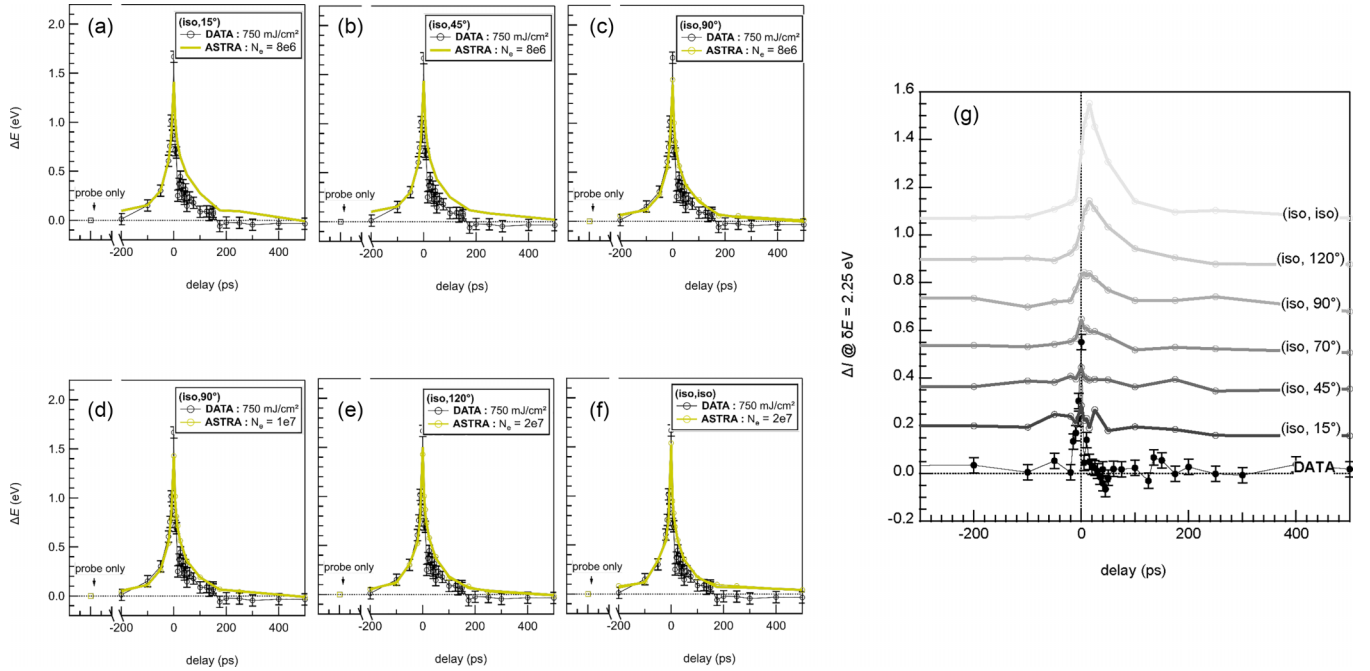 (a)
(iso,15°)
DATA : 750 mJ/cm²
ASTRA : Nₑ = 8e6
2.0
1.5
1.0
0.5
0.0
ΔE (eV)
probe only
-200
0
200
400
delay (ps)
(b)
(iso,45°)
DATA : 750 mJ/cm²
ASTRA : Nₑ = 8e6
probe only
-200
0
200
400
delay (ps)
(c)
(iso,90°)
DATA : 750 mJ/cm²
ASTRA : Nₑ = 8e6
probe only
-200
0
200
400
delay (ps)
(d)
(iso,90°)
DATA : 750 mJ/cm²
ASTRA : Nₑ = 1e7
2.0
1.5
1.0
0.5
0.0
ΔE (eV)
probe only
-200
0
200
400
delay (ps)
(e)
(iso,120°)
DATA : 750 mJ/cm²
ASTRA : Nₑ = 2e7
probe only
-200
0
200
400
delay (ps)
(f)
(iso,iso)
DATA : 750 mJ/cm²
ASTRA : Nₑ = 2e7
probe only
-200
0
200
400
delay (ps)
(g)
1.6
1.4
1.2
1.0
0.8
0.6
0.4
0.2
0.0
-0.2
ΔI @ δE = 2.25 eV
(iso, iso)
(iso, 120°)
(iso, 90°)
(iso, 70°)
(iso, 45°)
(iso, 15°)
DATA
-200
0
200
400
delay (ps)